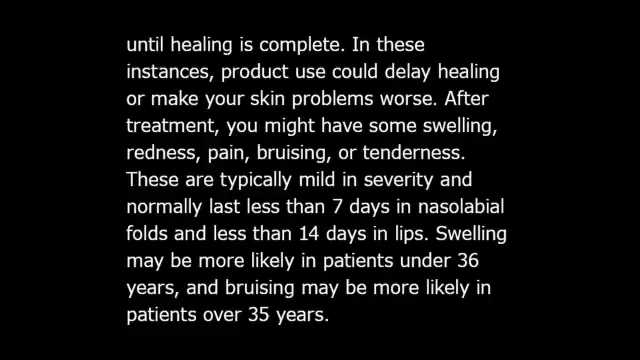 until healing is complete. In these
instances, product use could delay healing
or make your skin problems worse. After
treatment, you might have some swelling,
redness, pain, bruising, or tenderness.
These are typically mild in severity and
normally last less than 7 days in nasolabial
folds and less than 14 days in lips. Swelling
may be more likely in patients under 36
years, and bruising may be more likely in
patients over 35 years.